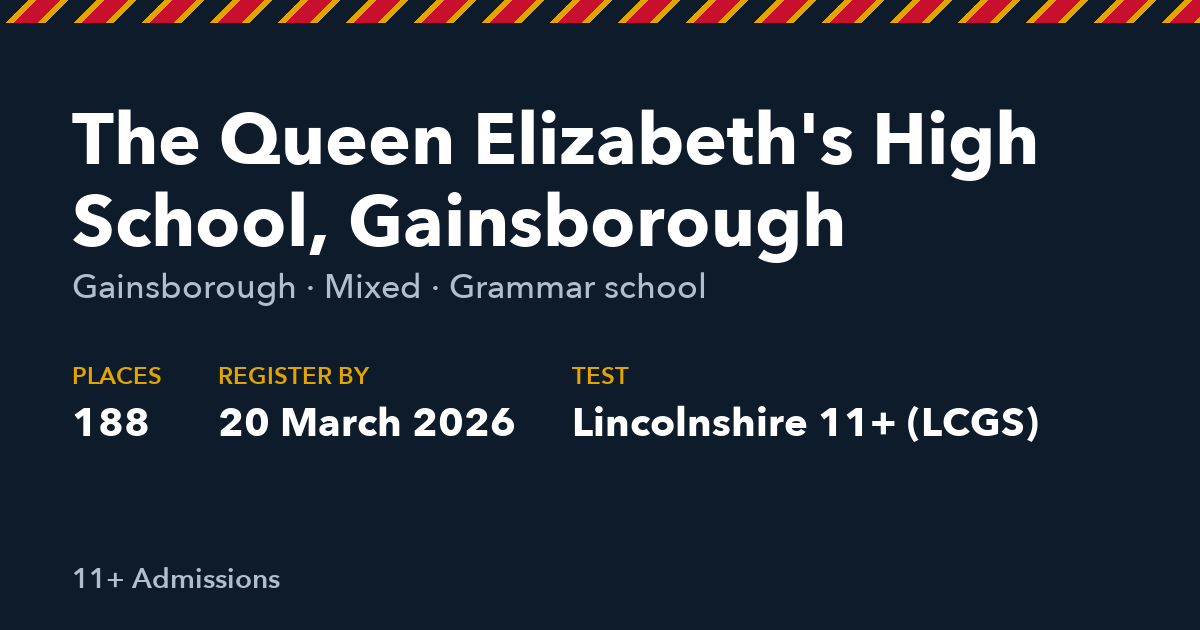 The Queen Elizabeth's High
School, Gainsborough
Gainsborough · Mixed · Grammar school
PLACES REGISTER BY TEST
188 20 March 2026 Lincolnshire 11+ (LCGS)
11+ Admissions